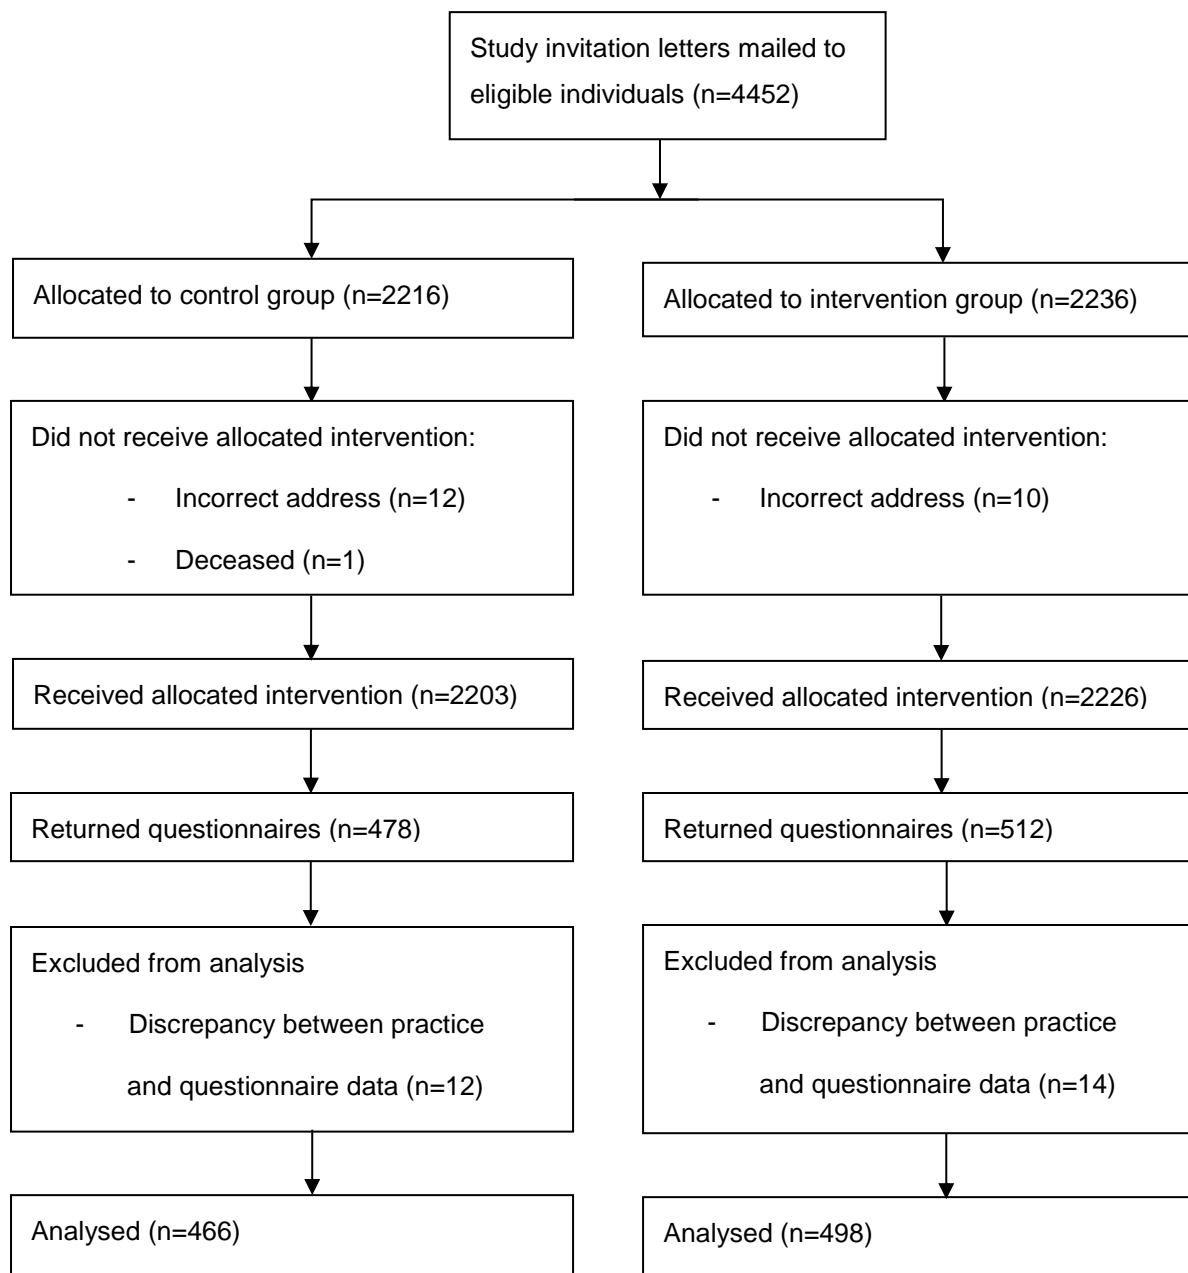 Study invitation letters mailed to
eligible individuals (n=4452)
Allocated to control group (n=2216)
Allocated to intervention group (n=2236)
Did not receive allocated intervention:
- Incorrect address (n=12)
- Deceased (n=1)
Did not receive allocated intervention:
- Incorrect address (n=10)
Received allocated intervention (n=2203)
Received allocated intervention (n=2226)
Returned questionnaires (n=478)
Returned questionnaires (n=512)
Excluded from analysis
- Discrepancy between practice
and questionnaire data (n=12)
Excluded from analysis
- Discrepancy between practice
and questionnaire data (n=14)
Analysed (n=466)
Analysed (n=498)